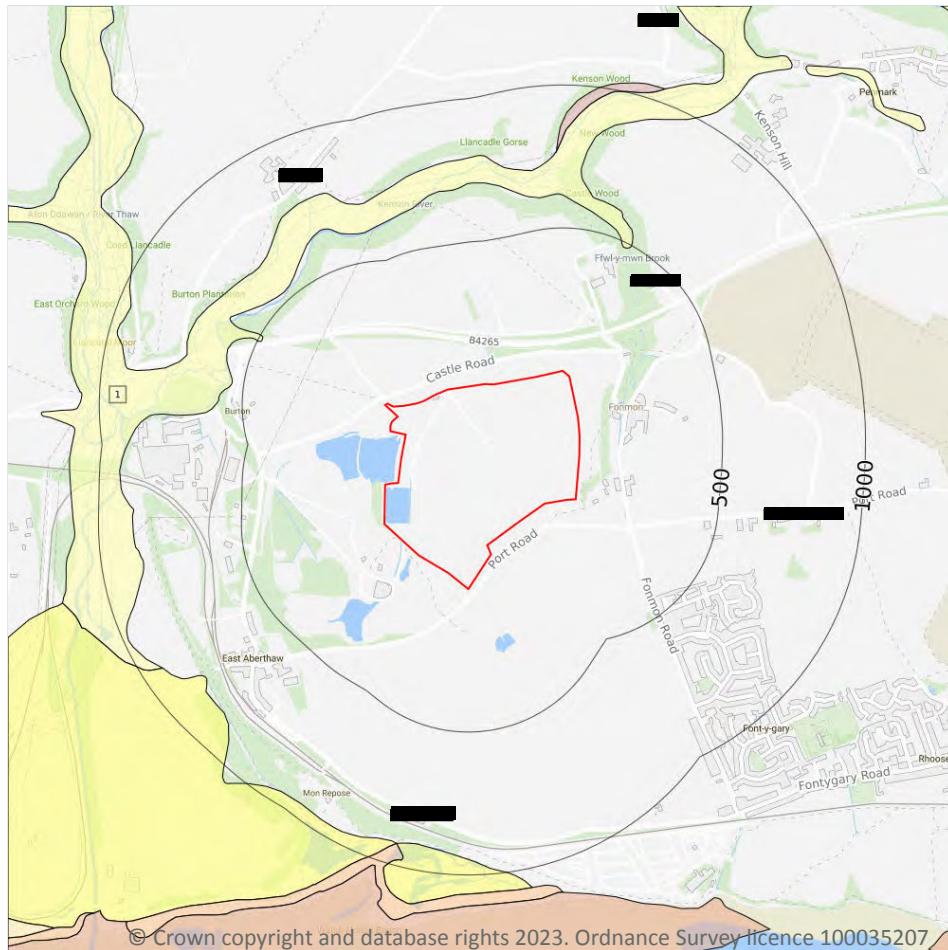 Kenson Wood
Penmark
New Wood
Kenson Hill
Llancadle Gorse
Castle Wood
Kenson River
Afon Ddawan / River Thaw
Coed Llancadle
Ffwl-y-mwn Brook
Burton Plantation
East Orchard Wood
84265
Castle Road
1
Burton
Fonmon
500
1000
Port Road
Port Road
Fonmon Road
East Aberthaw
Font-y-gary
Rhoose
Fontygary Road
Mon Repose
© Crown copyright and database rights 2023. Ordnance Survey licence 100035207